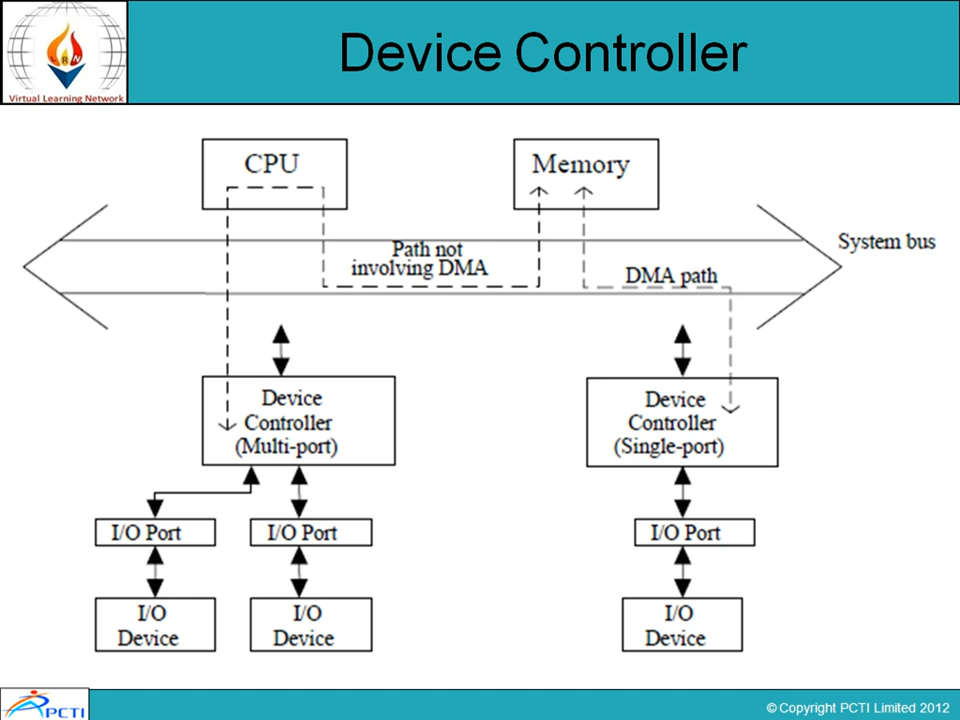 Device Controller
RN
Virtual Learning Network
CPU
Memory
System bus
Path not
involving DMA
DMA path
Device
Controller
(Multi-port)
Device
Controller
(Single-port)
I/O Port
I/O Port
I/O Port
I/O
Device
I/O
Device
I/O
Device
PCTI
© Copyright PCTI Limited 2012